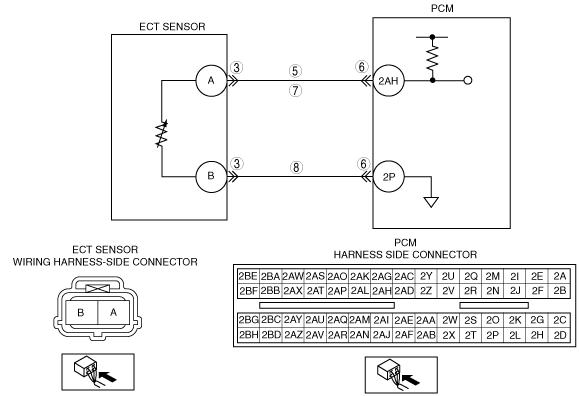 PCM
ECT SENSOR
3 5 6
A 2AH
7
3 8 6
B 2P
ECT SENSOR
WIRING HARNESS-SIDE CONNECTOR
B A
PCM
HARNESS SIDE CONNECTOR
2BE 2BA 2AW 2AS 2AO 2AK 2AG 2AC 2Y 2U 2Q 2M 2I 2E 2A
2BF 2BB 2AX 2AT 2AP 2AL 2AH 2AD 2Z 2V 2R 2N 2J 2F 2B
2BG 2BC 2AY 2AU 2AQ 2AM 2AI 2AE 2AA 2W 2S 2O 2K 2G 2C
2BH 2BD 2AZ 2AV 2AR 2AN 2AJ 2AF 2AB 2X 2T 2P 2L 2H 2D